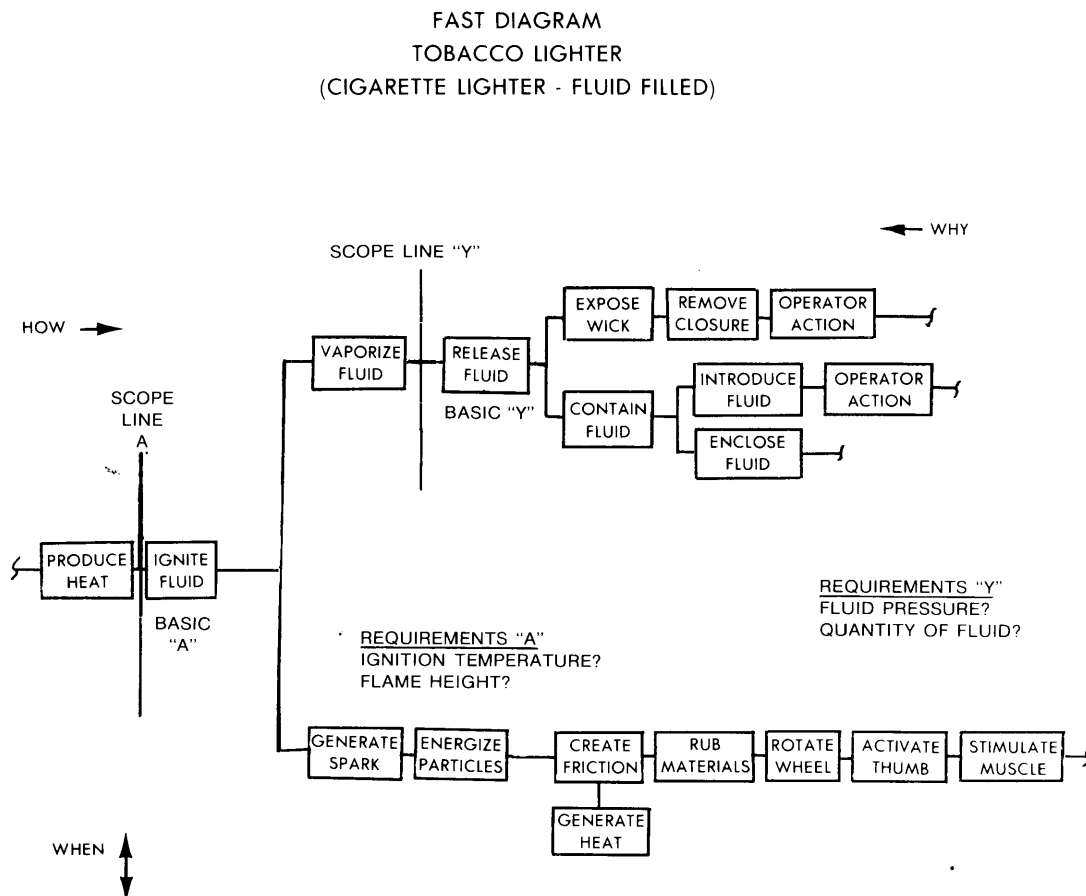 FAST DIAGRAM
TOBACCO LIGHTER
(CIGARETTE LIGHTER - FLUID FILLED)
WHY
SCOPE LINE "Y"
HOW
EXPOSE
WICK
REMOVE
CLOSURE
OPERATOR
ACTION
VAPORIZE
FLUID
RELEASE
FLUID
BASIC "Y"
CONTAIN
FLUID
INTRODUCE
FLUID
OPERATOR
ACTION
ENCLOSE
FLUID
SCOPE
LINE
A
PRODUCE
HEAT
IGNITE
FLUID
BASIC
"A"
REQUIREMENTS "Y"
FLUID PRESSURE?
QUANTITY OF FLUID?
REQUIREMENTS "A"
IGNITION TEMPERATURE?
FLAME HEIGHT?
GENERATE
SPARK
ENERGIZE
PARTICLES
CREATE
FRICTION
RUB
MATERIALS
ROTATE
WHEEL
ACTIVATE
THUMB
STIMULATE
MUSCLE
GENERATE
HEAT
WHEN